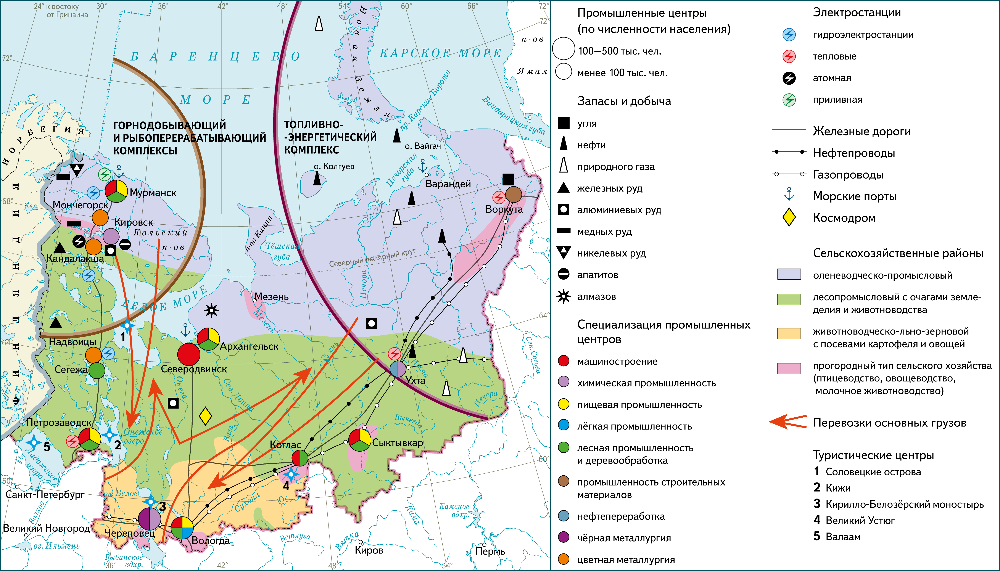 24° к востоку
от Гринвича
30°
36°
42°
48°
54°
60°
66°
72°
72°
72°
БАРЕНЦЕВО
МОРЕ
КАРСКОЕ МОРЕ
Новая Земля
п-ов
Ямал
пр. Карские Ворота
Байдарацкая губа
НОРВЕГИЯ
ФИНЛЯНДИЯ
ГОРНОДОБЫВАЮЩИЙ
И РЫБОПЕРЕРАБАТЫВАЮЩИЙ
КОМПЛЕКСЫ
ТОПЛИВНО-
-ЭНЕРГЕТИЧЕСКИЙ
КОМПЛЕКС
о. Вайгач
о. Колгуев
Печорская
губа
Варандей
Мурманск
Воркута
68°
Мончегорск
Кировск
Кольский
п-ов
п-ов Канин
Чёшская
губа
Северный полярный круг
Кандалакша
Печора
БЕЛОЕ МОРЕ
Мезень
Мезень
64°
1
Надвоицы
64°
Архангельск
Мезень
Сев. Сосьва
Сегежа
Северодвинск
Ижма
Ухта
Онега
Сев. Двина
Печора
Петрозаводск
Вычегда
Онежское
озеро
Вага
2
5
Котлас
Сыктывкар
Ладожское
озеро
60°
60°
Санкт-Петербург
оз. Белое
4
3
Сухона
Юг
Волхов
Кама
Камское
вдхр.
Великий Новгород
Череповец
Вологда
оз. Ильмень
Ветлуга
Вятка
Киров
Пермь
Рыбинское
вдхр.
36°
42°
48°
54°
Промышленные центры
(по численности населения)
100–500 тыс. чел.
менее 100 тыс. чел.
Запасы и добыча
угля
нефти
природного газа
железных руд
алюминиевых руд
медных руд
никелевых руд
апатитов
алмазов
Специализация промышленных
центров
машиностроение
химическая промышленность
пищевая промышленность
лёгкая промышленность
лесная промышленность
и деревообработка
промышленность строительных
материалов
нефтепереработка
чёрная металлургия
цветная металлургия
Электростанции
гидроэлектростанции
тепловые
атомная
приливная
Железные дороги
Нефтепроводы
Газопроводы
Морские порты
Космодром
Сельскохозяйственные районы
оленеводческо-промысловый
лесопромысловый с очагами земле-
делия и животноводства
животноводческо-льно-зерновой
с посевами картофеля и овощей
прогородный тип сельского хозяйства
(птицеводство, овощеводство,
молочное животноводство)
Перевозки основных грузов
Туристические центры
1 Соловецкие острова
2 Кижи
3 Кирилло-Белозёрский моностырь
4 Великий Устюг
5 Валаам